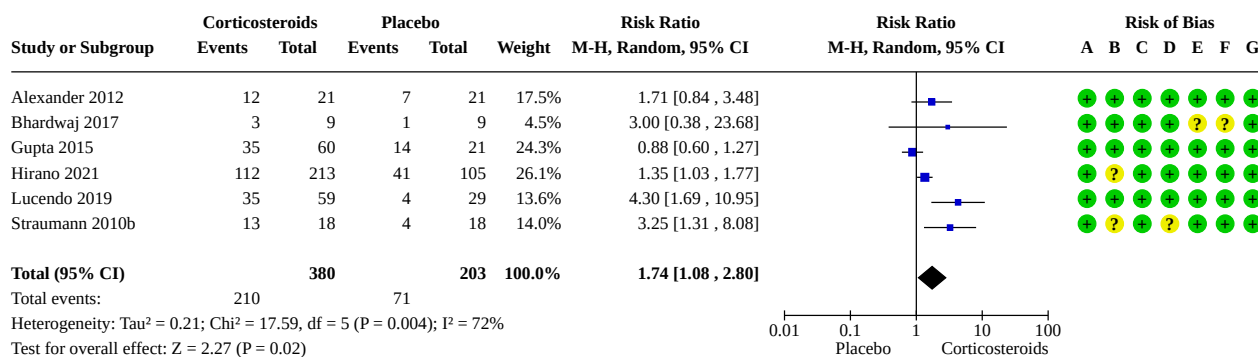 Corticosteroids Placebo Risk Ratio Risk Ratio Risk of Bias
Study or Subgroup Events Total Events Total Weight M-H, Random, 95% CI M-H, Random, 95% CI A B C D E F G
Alexander 2012 12 21 7 21 17.5% 1.71 [0.84 , 3.48] + + + + + + +
Bhardwaj 2017 3 9 1 9 4.5% 3.00 [0.38 , 23.68] + + + + ? ? +
Gupta 2015 35 60 14 21 24.3% 0.88 [0.60 , 1.27] + + + + + + +
Hirano 2021 112 213 41 105 26.1% 1.35 [1.03 , 1.77] + ? + + + + +
Lucendo 2019 35 59 4 29 13.6% 4.30 [1.69 , 10.95] + + + + + + +
Straumann 2010b 13 18 4 18 14.0% 3.25 [1.31 , 8.08] + ? + ? + + +
Total (95% CI) 380 203 100.0% 1.74 [1.08 , 2.80]
Total events: 210 71
Heterogeneity: Tau² = 0.21; Chi² = 17.59, df = 5 (P = 0.004); I² = 72%
0.01 0.1 1 10 100
Test for overall effect: Z = 2.27 (P = 0.02) Placebo Corticosteroids